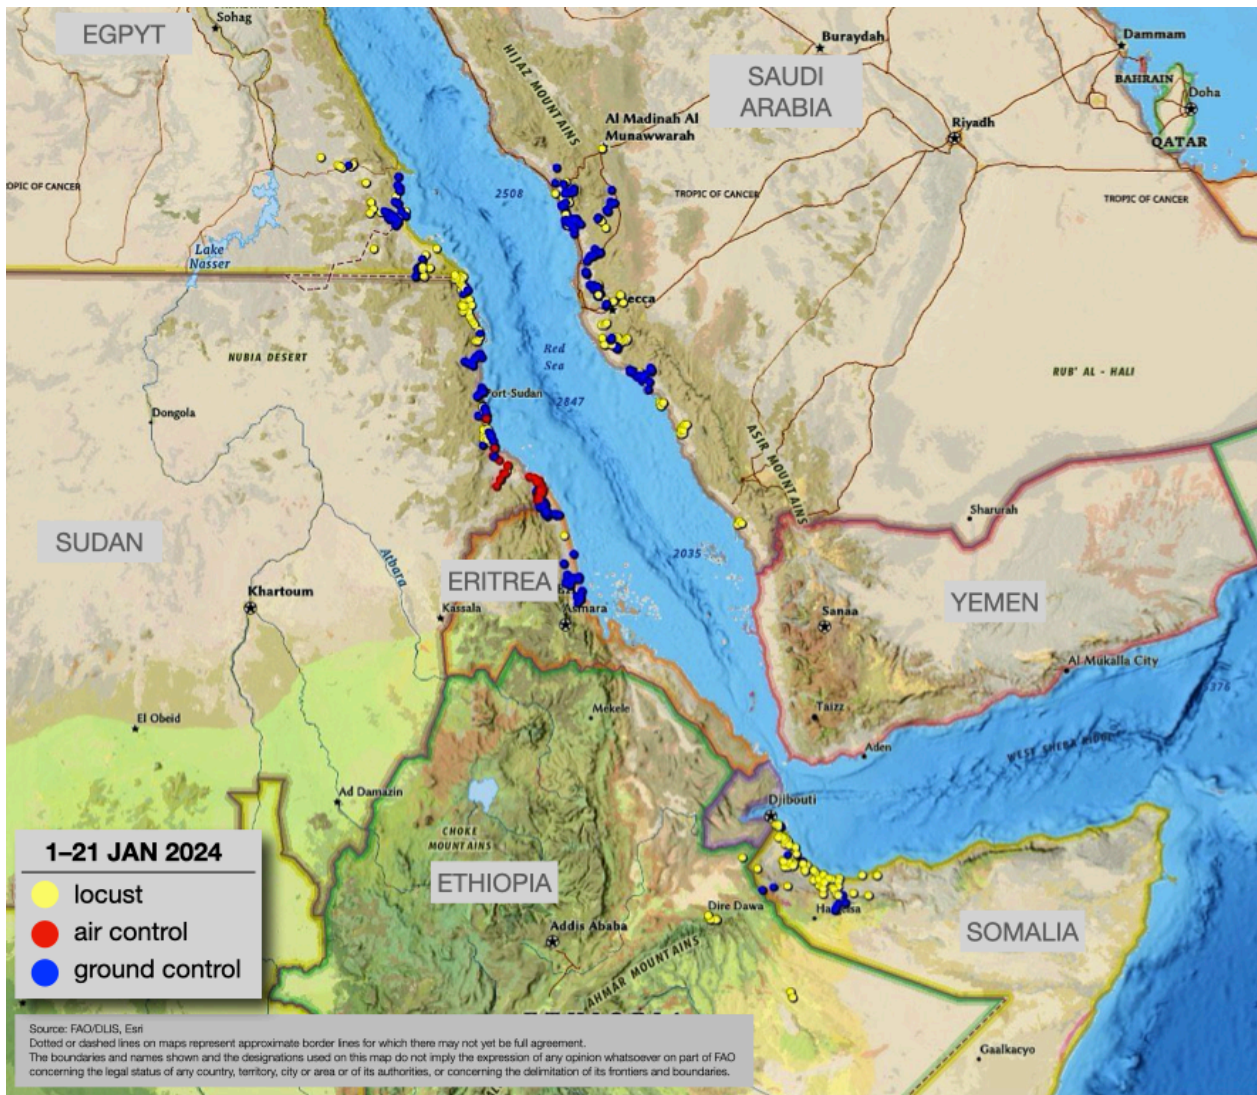 Sohag
EGPYT
Buraydah
Dammam
SAUDI
ARABIA
BAHRAIN
HIJAZ MOUNTAINS
Doha
Al Madinah Al
Munawwarah
Riyadh
QATAR
OPIC OF CANCER
2508
TROPIC OF CANCER
TROPIC OF CANCER
Lake
Nasser
ecca
NUBIA DESERT
Red
Sea
RUB' AL - HALI
ort-Sudan
2847
Dongola
ASIR MOUNTAINS
Sharurah
SUDAN
2035
Atbara
ERITREA
YEMEN
Khartoum
Kassala
Asmara
Sanaa
Al Mukalla City
5376
Mekele
Taizz
El Obeid
Aden
WEST SHEBA RIDGE
Ad Damazin
Djibouti
CHOKE
MOUNTAINS
1–21 JAN 2024
locust
air control
ground control
ETHIOPIA
Dire Dawa
Addis Ababa
SOMALIA
AHMAR MOUNTAINS
Gaalkacyo
Source: FAO/DLIS, Esri
Dotted or dashed lines on maps represent approximate border lines for which there may not yet be full agreement.
The boundaries and names shown and the designations used on this map do not imply the expression of any opinion whatsoever on part of FAO
concerning the legal status of any country, territory, city or area or of its authorities, or concerning the delimitation of its frontiers and boundaries.